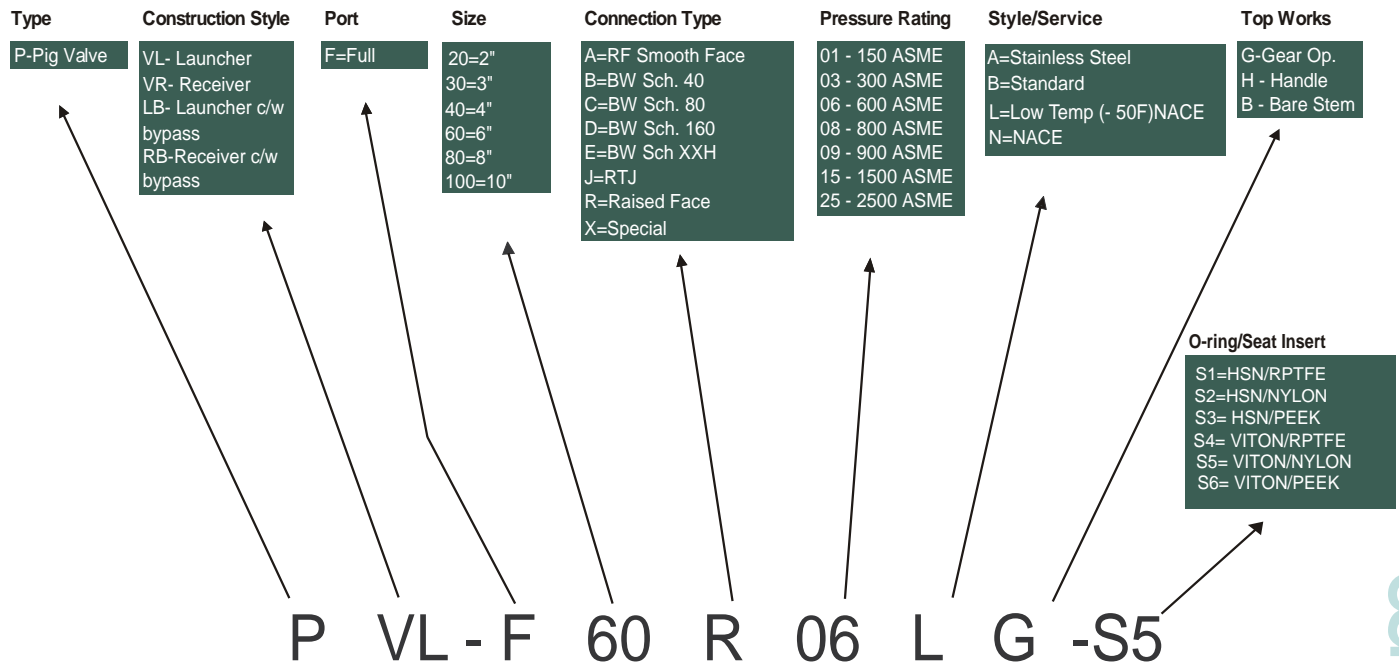 Type
P-Pig Valve
Construction Style
VL- Launcher
VR- Receiver
LB- Launcher c/w
bypass
RB-Receiver c/w
bypass
Port
F=Full
Size
20=2"
30=3"
40=4"
60=6"
80=8"
100=10"
Connection Type
A=RF Smooth Face
B=BW Sch. 40
C=BW Sch. 80
D=BW Sch. 160
E=BW Sch XXH
J=RTJ
R=Raised Face
X=Special
Pressure Rating
01 - 150 ASME
03 - 300 ASME
06 - 600 ASME
08 - 800 ASME
09 - 900 ASME
15 - 1500 ASME
25 - 2500 ASME
Style/Service
A=Stainless Steel
B=Standard
L=Low Temp (- 50F)NACE
N=NACE
Top Works
G-Gear Op.
H - Handle
B - Bare Stem
O-ring/Seat Insert
S1=HSN/RPTFE
S2=HSN/NYLON
S3= HSN/PEEK
S4= VITON/RPTFE
S5= VITON/NYLON
S6= VITON/PEEK
P VL - F 60 R 06 L G -S5